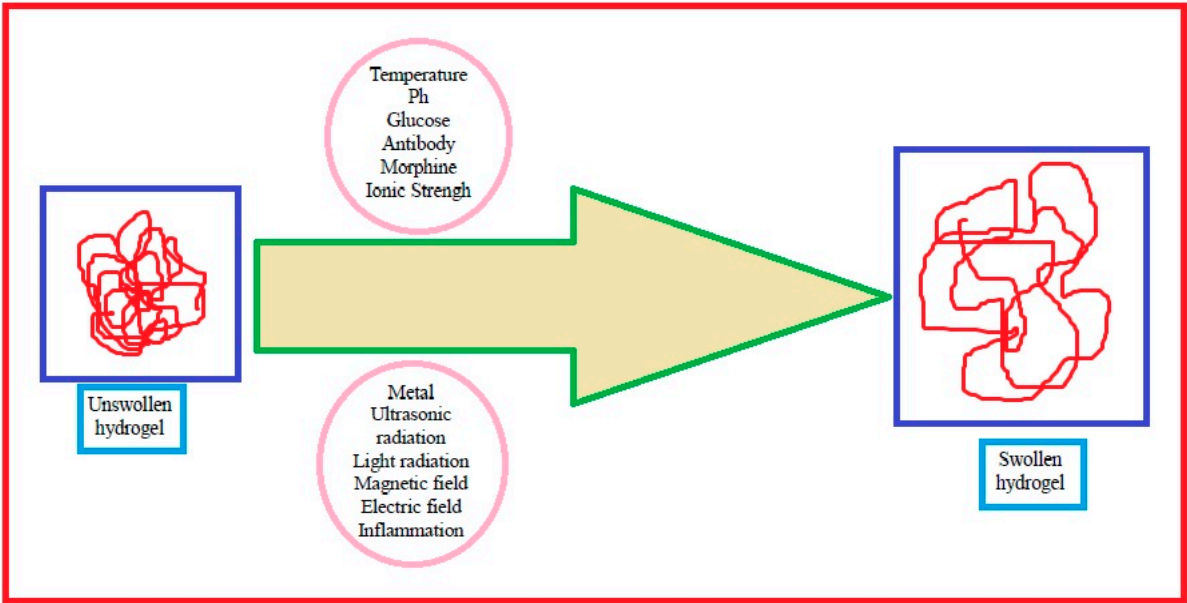 Temperature
Ph
Glucose
Antibody
Morphine
Ionic Strengh
Unswollen
hydrogel
Metal
Ultrasonic
radiation
Light radiation
Magnetic field
Electric field
Inflammation
Swollen
hydrogel